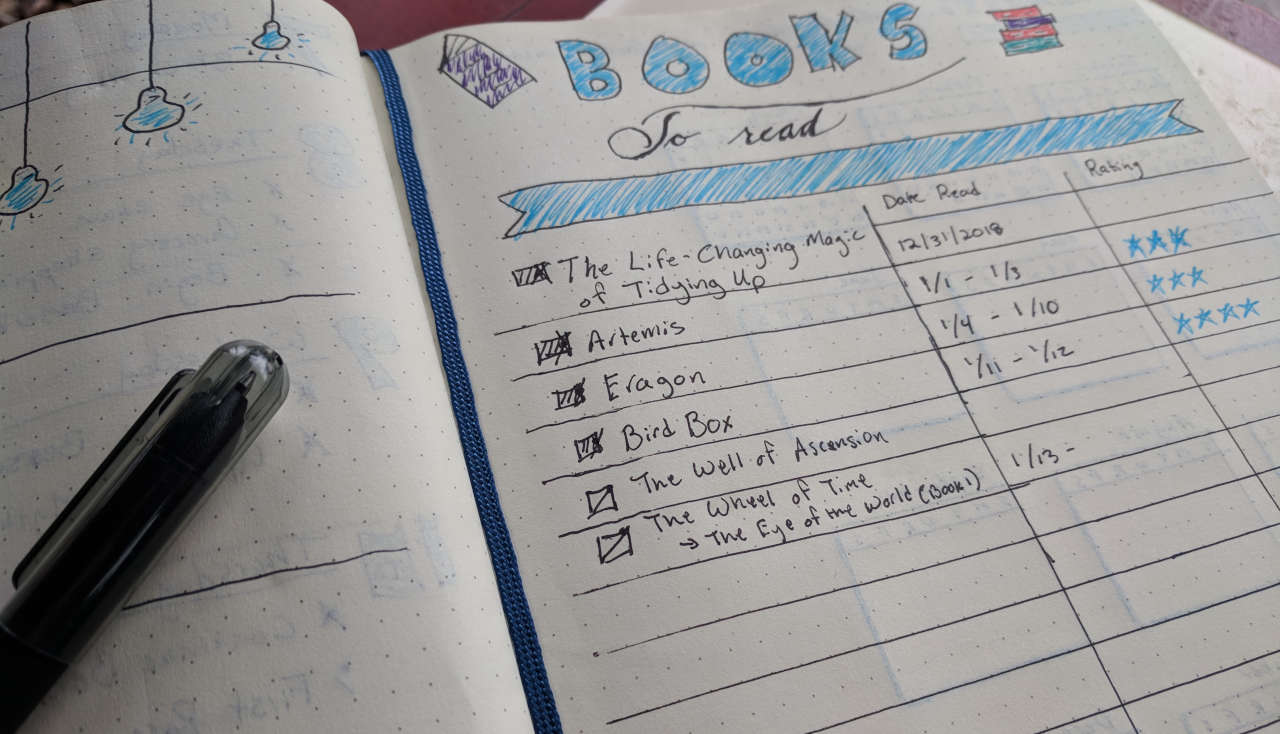 BOOKS
To read
Date Read
Rating
The Life-Changing Magic
of Tidying Up
12/31/2018
Artemis
1/1 - 1/3
Eragon
1/4 - 1/10
Bird Box
1/11 - 1/12
The Well of Ascension
The Wheel of Time
→ The Eye of the World (Book 1)
1/13 -